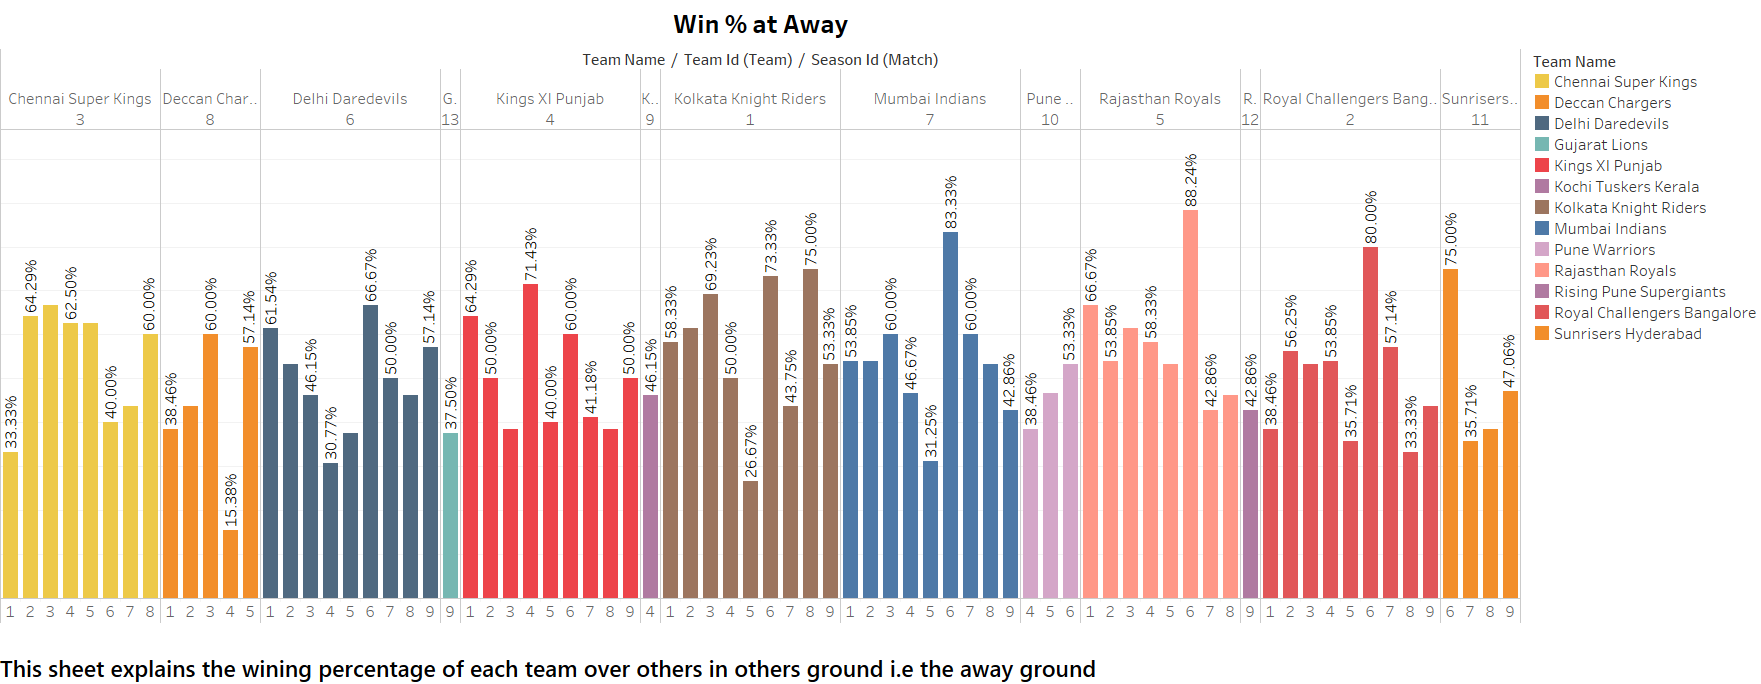 Win % at Away
Team Name / Team Id (Team) / Season Id (Match)
Chennai Super Kings Deccan Char.. Delhi Daredevils G. Kings XI Punjab K.. Kolkata Knight Riders Mumbai Indians Pune .. Rajasthan Royals R. Royal Challengers Bang.. Sunrisers..
3 8 6 13 4 9 1 7 10 5 12 2 11
33.33% 64.29% 62.50% 40.00% 60.00% 38.46% 60.00% 15.38% 57.14% 61.54% 46.15% 30.77% 66.67% 50.00% 57.14% 37.50% 64.29% 50.00% 71.43% 40.00% 60.00% 41.18% 50.00% 46.15% 58.33% 69.23% 50.00% 26.67% 73.33% 43.75% 75.00% 53.33% 53.85% 60.00% 46.67% 31.25% 83.33% 60.00% 42.86% 38.46% 53.33% 66.67% 53.85% 58.33% 88.24% 42.86% 42.86% 38.46% 56.25% 53.85% 35.71% 80.00% 57.14% 33.33% 75.00% 35.71% 47.06%
1 2 3 4 5 6 7 8 1 2 3 4 5 1 2 3 4 5 6 7 8 9 9 1 2 3 4 5 6 7 8 9 4 1 2 3 4 5 6 7 8 9 1 2 3 4 5 6 7 8 9 4 5 6 1 2 3 4 5 6 7 8 9 1 2 3 4 5 6 7 8 9 6 7 8 9
Team Name
Chennai Super Kings
Deccan Chargers
Delhi Daredevils
Gujarat Lions
Kings XI Punjab
Kochi Tuskers Kerala
Kolkata Knight Riders
Mumbai Indians
Pune Warriors
Rajasthan Royals
Rising Pune Supergiants
Royal Challengers Bangalore
Sunrisers Hyderabad
This sheet explains the wining percentage of each team over others in others ground i.e the away ground